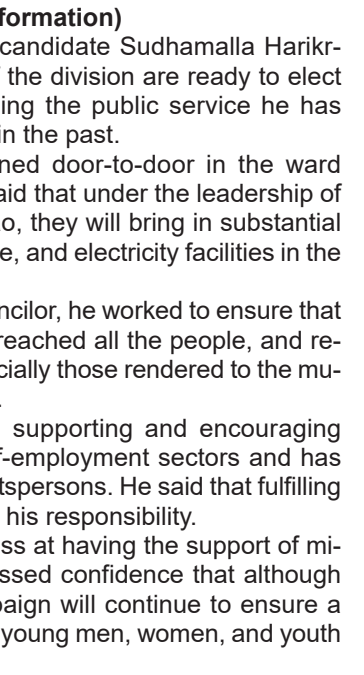 formation)
candidate Sudhamalla Harikr-
the division are ready to elect
ing the public service he has
in the past.
ned door-to-door in the ward
aid that under the leadership of
o, they will bring in substantial
e, and electricity facilities in the
ncilor, he worked to ensure that
reached all the people, and re-
cially those rendered to the mu-
supporting and encouraging
f-employment sectors and has
tspersons. He said that fulfilling
his responsibility.
ss at having the support of mi-
ssed confidence that although
paign will continue to ensure a
young men, women, and youth